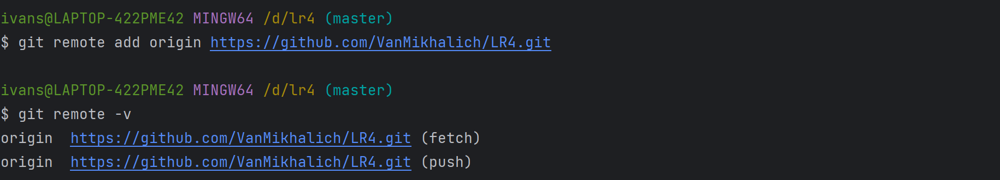 ivans@LAPTOP-422PME42 MINGW64 /d/lr4 (master)
$ git remote add origin https://github.com/VanMikhalich/LR4.git
ivans@LAPTOP-422PME42 MINGW64 /d/lr4 (master)
$ git remote -v
origin  https://github.com/VanMikhalich/LR4.git (fetch)
origin  https://github.com/VanMikhalich/LR4.git (push)